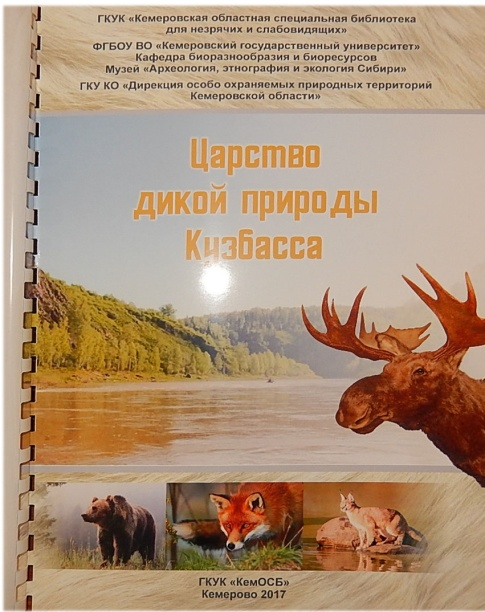 ГКУК «Кемеровская областная специальная библиотека
для незрячих и слабовидящих»
ФГБОУ ВО «Кемеровский государственный университет»
Кафедра биоразнообразия и биоресурсов
Музей «Археология, этнография и экология Сибири»
ГКУ КО «Дирекция особо охраняемых природных территорий
Кемеровской области»
Царство
дикой природы
Кузбасса
ГКУК «КемОСБ»
Кемерово 2017